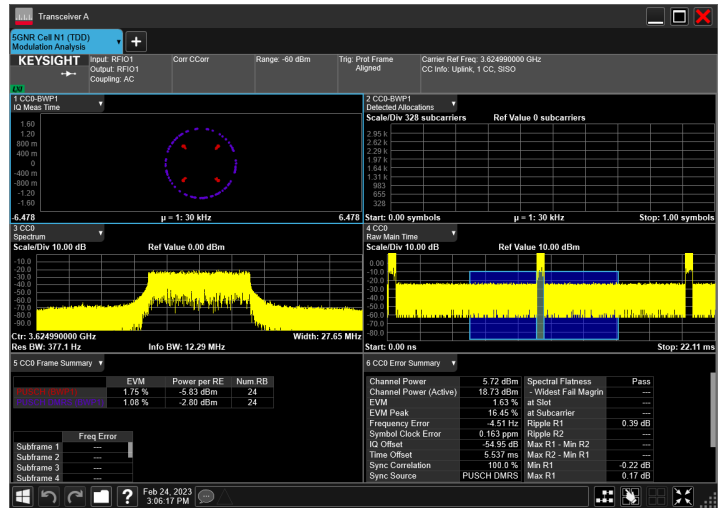 Transceiver A
5GNR Cell N1 (TDD)
Modulation Analysis
KEYSIGHT
Input: RFIO1
Output: RFIO1
Coupling: AC
Corr CCorr
Range: -60 dBm
Trig: Prot Frame
Aligned
Carrier Ref Freq: 3.624990000 GHz
CC Info: Uplink, 1 CC, SISO
LXI
1 CC0-BWP1
IQ Meas Time
1.60
1.20
800 m
400 m
0
-400 m
-800 m
-1.20
-1.60
-6.478
μ = 1: 30 kHz
6.478
2 CC0-BWP1
Detected Allocations
Scale/Div 328 subcarriers
Ref Value 0 subcarriers
2.95 k
2.62 k
2.29 k
1.97 k
1.64 k
1.31 k
983
655
328
Start: 0.00 symbols
μ = 1: 30 kHz
Stop: 1.00 symbols
3 CC0
Spectrum
Scale/Div 10.00 dB
Ref Value 0.00 dBm
-10.0
-20.0
-30.0
-40.0
-50.0
-60.0
-70.0
-80.0
-90.0
Ctr: 3.624990000 GHz
Width: 27.65 MHz
Res BW: 377.1 Hz
Info BW: 12.29 MHz
4 CC0
Raw Main Time
Scale/Div 10.00 dB
Ref Value 10.00 dBm
0.00
-10.0
-20.0
-30.0
-40.0
-50.0
-60.0
-70.0
-80.0
Start: 0.00 ns
Stop: 22.11 ms
5 CC0 Frame Summary
EVM Power per RE Num.RB
1.75 % -5.83 dBm 24
1.08 % -2.80 dBm 24
Freq Error
Subframe 1 ---
Subframe 2 ---
Subframe 3 ---
Subframe 4 ---
6 CC0 Error Summary
Channel Power 5.72 dBm Spectral Flatness Pass
Channel Power (Active) 18.73 dBm - Widest Fail Magrin ---
EVM 1.63 % at Slot ---
EVM Peak 16.45 % at Subcarrier ---
Frequency Error -4.51 Hz Ripple R1 0.39 dB
Symbol Clock Error 0.163 ppm Ripple R2 ---
IQ Offset -54.95 dB Max R1 - Min R2 ---
Time Offset 5.537 ms Max R2 - Min R1 ---
Sync Correlation 100.0 % Min R1 -0.22 dB
Sync Source PUSCH DMRS Max R1 0.17 dB
Feb 24, 2023
3:06:17 PM